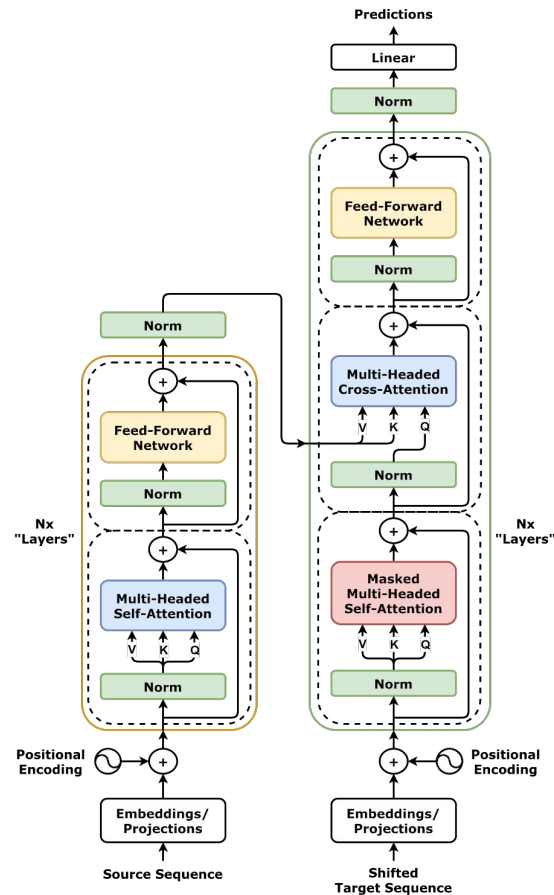 Predictions
Linear
Norm
Feed-Forward
Network
Norm
Multi-Headed
Cross-Attention
V K Q
Norm
Masked
Multi-Headed
Self-Attention
V K Q
Norm
Nx
"Layers"
Positional
Encoding
Embeddings/
Projections
Shifted
Target Sequence
Norm
Feed-Forward
Network
Norm
Multi-Headed
Self-Attention
V K Q
Norm
Nx
"Layers"
Positional
Encoding
Embeddings/
Projections
Source Sequence